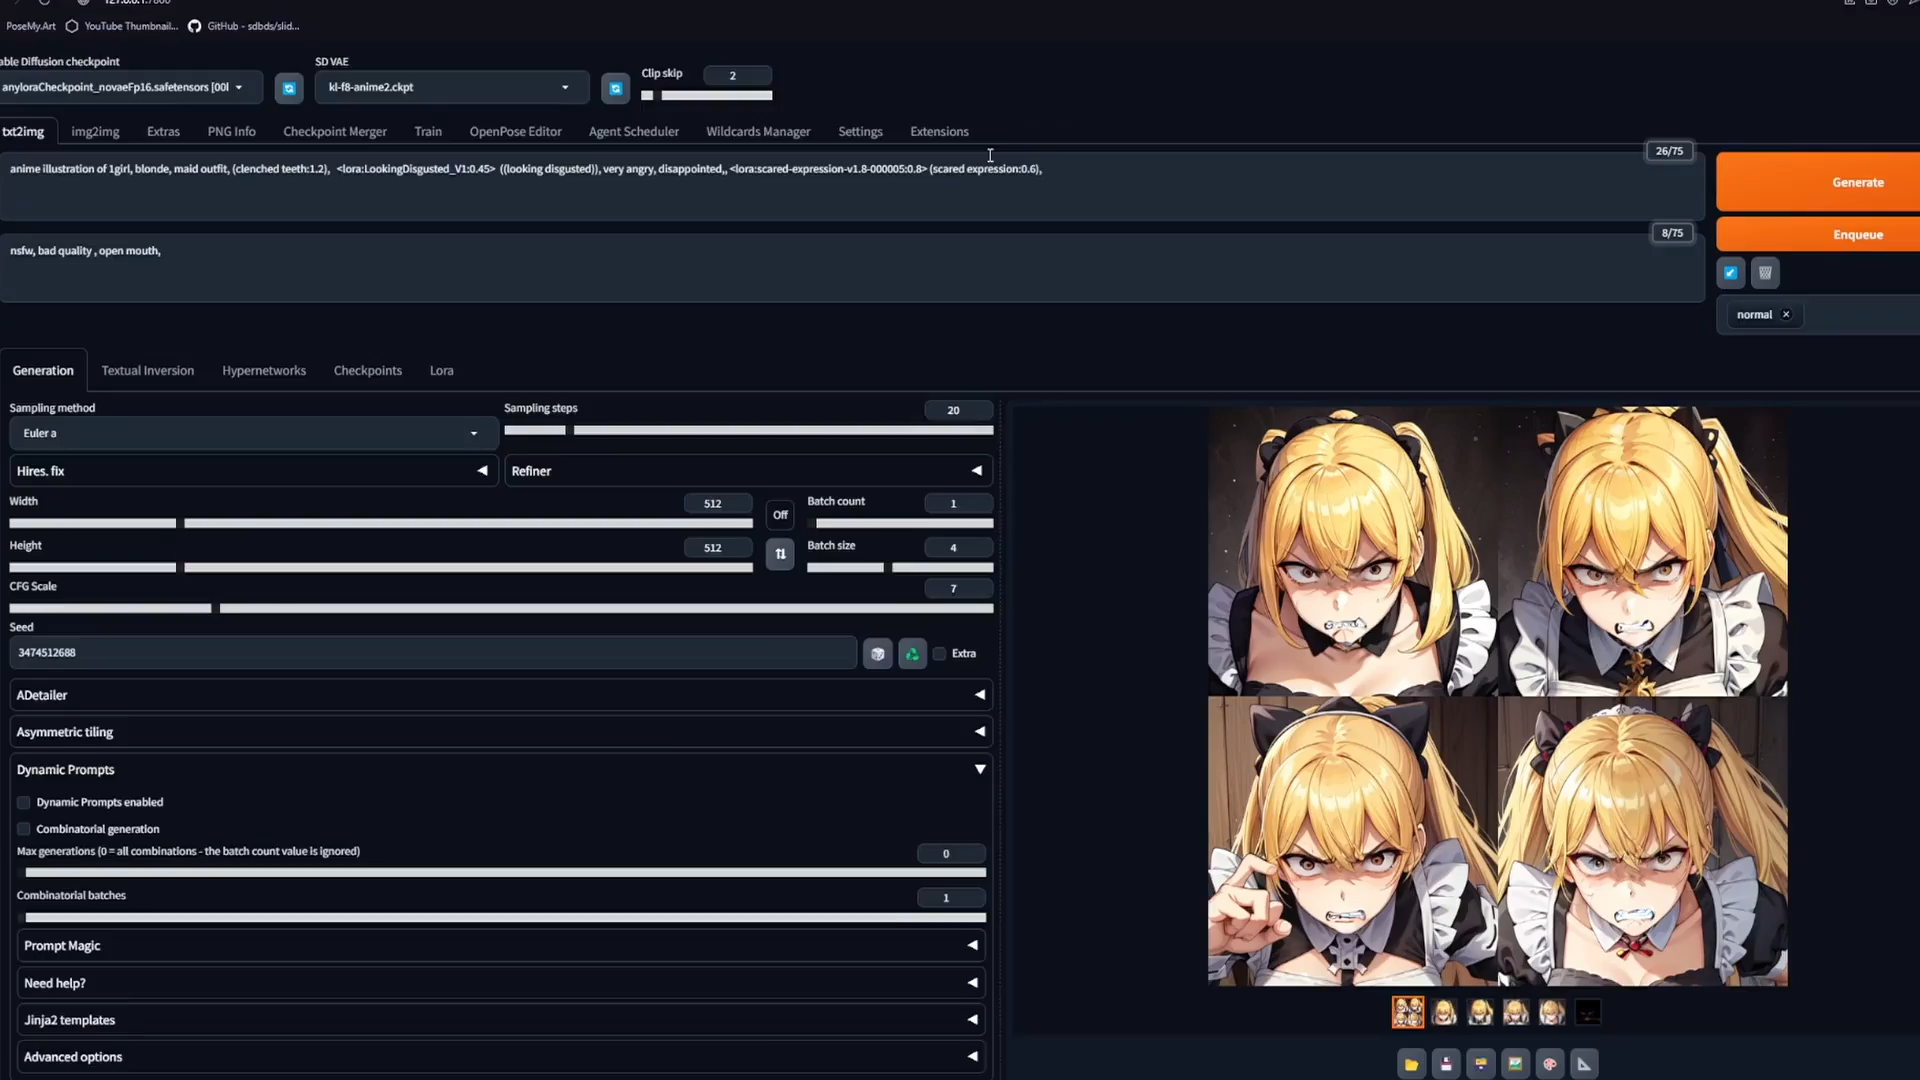 PoseMy.Art YouTube Thumbnail... GitHub - sdbds/slid...
able Diffusion checkpoint
SD VAE
Clip skip
2
anyloraCheckpoint_novaeFp16.safetensors [00l
kl-f8-anime2.ckpt
txt2img img2img Extras PNG Info Checkpoint Merger Train OpenPose Editor Agent Scheduler Wildcards Manager Settings Extensions
26/75
anime illustration of 1girl, blonde, maid outfit, (clenched teeth:1.2), <lora:LookingDisgusted_V1:0.45> ((looking disgusted)), very angry, disappointed,, <lora:scared-expression-v1.8-000005:0.8> (scared expression:0.6),
Generate
8/75
Enqueue
nsfw, bad quality , open mouth,
normal
Generation Textual Inversion Hypernetworks Checkpoints Lora
Sampling method
Sampling steps
20
Euler a
Hires. fix
Refiner
Width
512
Off
Batch count
1
Height
512
Batch size
4
CFG Scale
7
Seed
3474512688
Extra
ADetailer
Asymmetric tiling
Dynamic Prompts
Dynamic Prompts enabled
Combinatorial generation
Max generations (0 = all combinations - the batch count value is ignored)
0
Combinatorial batches
1
Prompt Magic
Need help?
Jinja2 templates
Advanced options